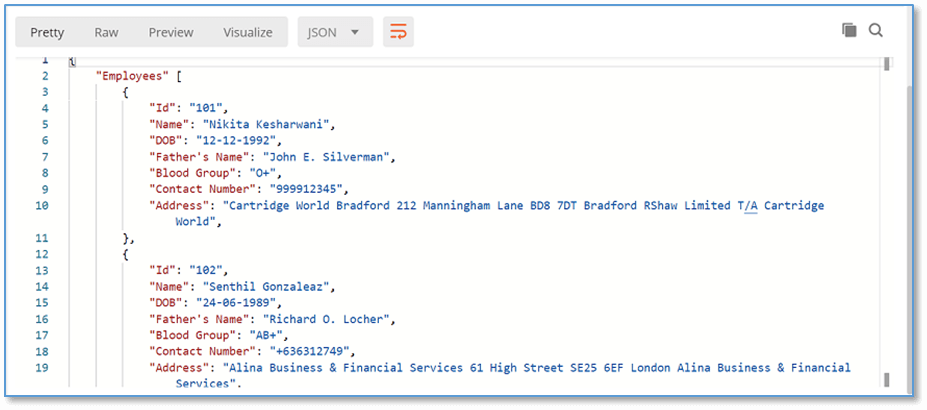 Pretty Raw Preview Visualize JSON
1 {
2 "Employees" [
3 {
4 "Id": "101",
5 "Name": "Nikita Kesharwani",
6 "DOB": "12-12-1992",
7 "Father's Name": "John E. Silverman",
8 "Blood Group": "O+",
9 "Contact Number": "999912345",
10 "Address": "Cartridge World Bradford 212 Manningham Lane BD8 7DT Bradford RShaw Limited T/A Cartridge
World",
11 },
12 {
13 "Id": "102",
14 "Name": "Senthil Gonzaleaz",
15 "DOB": "24-06-1989",
16 "Father's Name": "Richard O. Locher",
17 "Blood Group": "AB+",
18 "Contact Number": "+636312749",
19 "Address": "Alina Business & Financial Services 61 High Street SE25 6EF London Alina Business & Financial
Services",